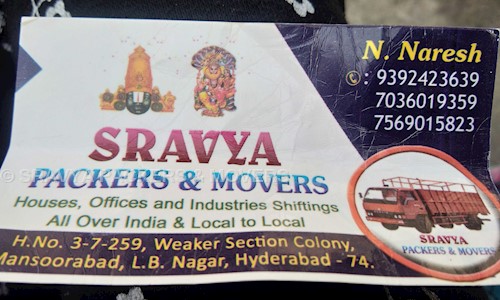 N. Naresh
: 9392423639
7036019359
7569015823
SRAVYA
PACKERS & MOVERS
Houses, Offices and Industries Shiftings
All Over India & Local to Local
H.No. 3-7-259, Weaker Section Colony,
Mansoorabad, L.B. Nagar, Hyderabad - 74.
SRAVYA
PACKERS & MOVERS